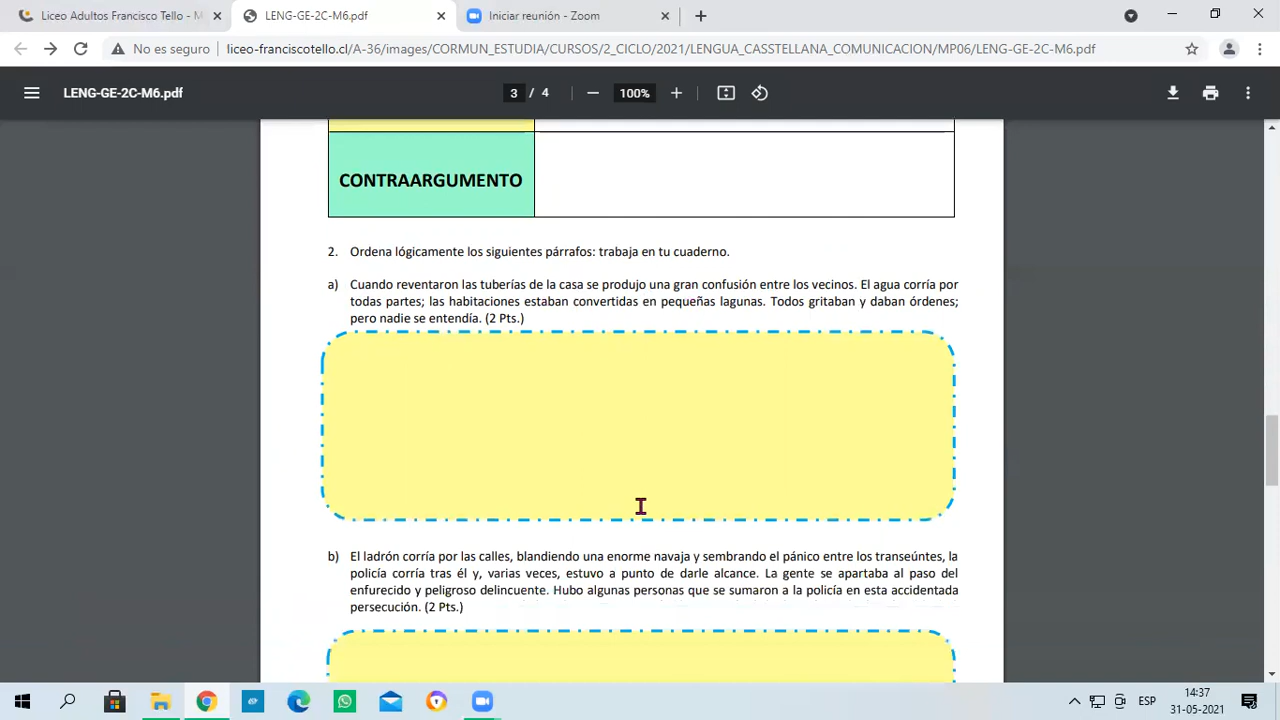 Liceo Adultos Francisco Tello - M
LENG-GE-2C-M6.pdf
Iniciar reunión - Zoom
No es seguro
liceo-franciscotello.cl/A-36/images/CORMUN_ESTUDIA/CURSOS/2_CICLO/2021/LENGUA_CASSTELLANA_COMUNICACION/MP06/LENG-GE-2C-M6.pdf
LENG-GE-2C-M6.pdf
3 / 4
100%
CONTRAARGUMENTO
2. Ordena lógicamente los siguientes párrafos: trabaja en tu cuaderno.
a) Cuando reventaron las tuberías de la casa se produjo una gran confusión entre los vecinos. El agua corría por
todas partes; las habitaciones estaban convertidas en pequeñas lagunas. Todos gritaban y daban órdenes;
pero nadie se entendía. (2 Pts.)
b) El ladrón corría por las calles, blandiendo una enorme navaja y sembrando el pánico entre los transeúntes, la
policía corría tras él y, varias veces, estuvo a punto de darle alcance. La gente se apartaba al paso del
enfurecido y peligroso delincuente. Hubo algunas personas que se sumaron a la policía en esta accidentada
persecución. (2 Pts.)
ESP
14:37
31-05-2021